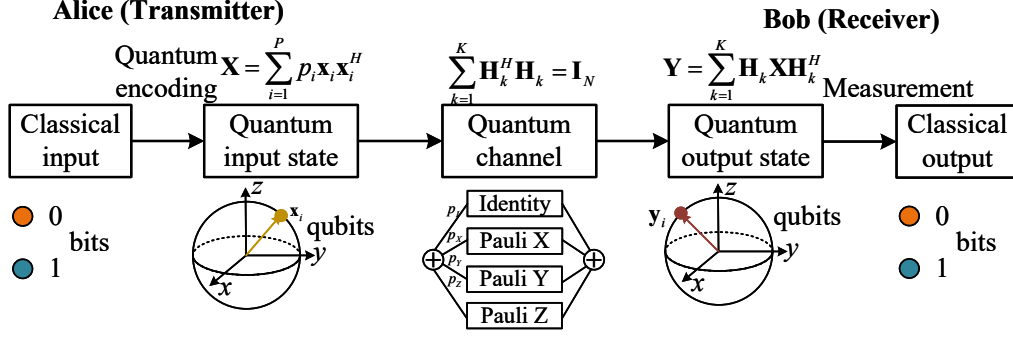 Alice (Transmitter)
Bob (Receiver)
Quantum encoding
X = ∑_{i=1}^{P} p_i x_i x_i^H
∑_{k=1}^{K} H_k^H H_k = I_N
Y = ∑_{k=1}^{K} H_k X H_k^H
Measurement
Classical input
Quantum input state
Quantum channel
Quantum output state
Classical output
0
1
bits
z
x_i
qubits
y
x
p_I
Identity
p_X
Pauli X
p_Y
Pauli Y
p_Z
Pauli Z
z
y_i
qubits
y
x
0
1
bits